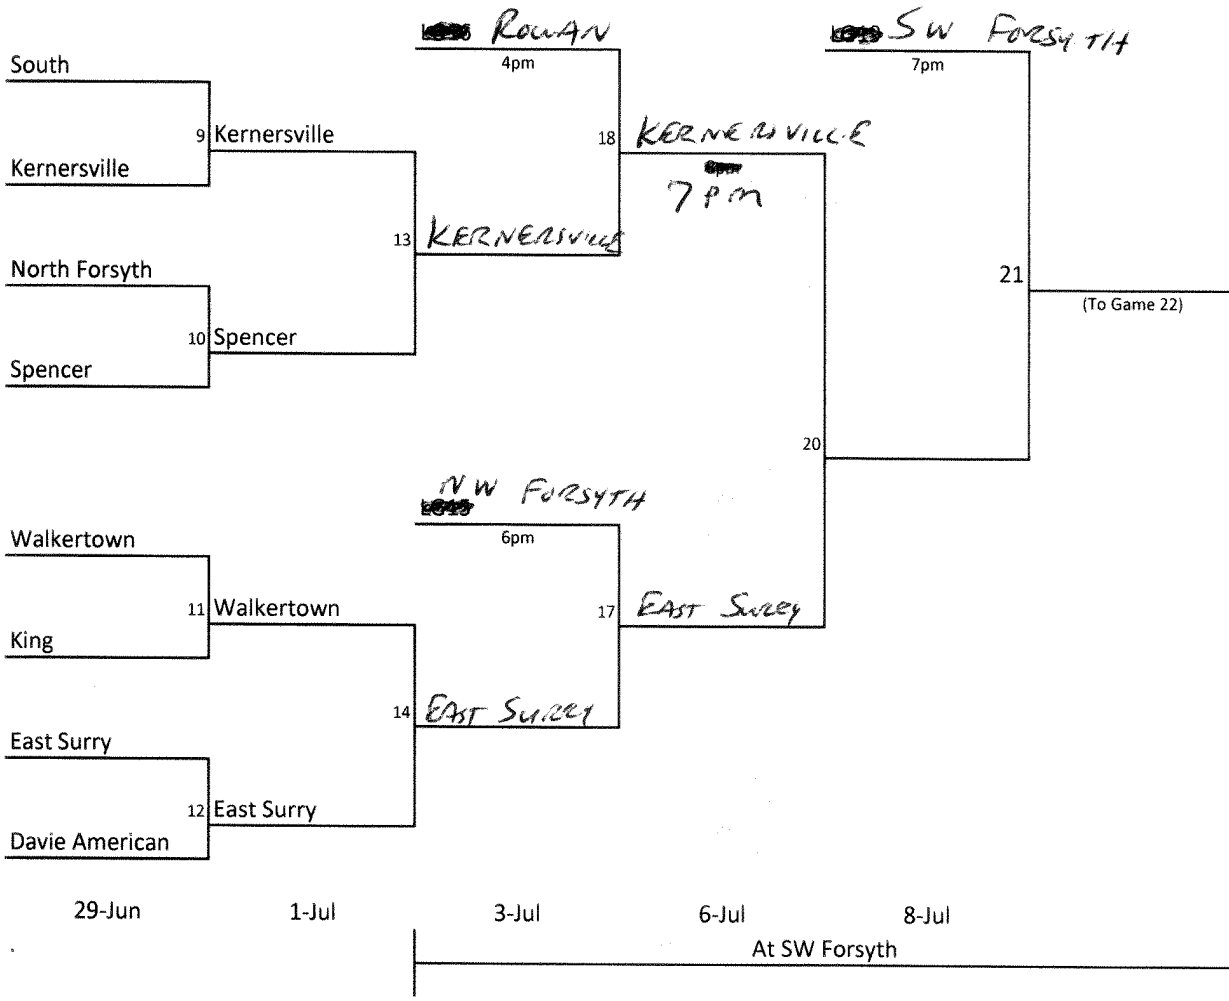 ROWAN
SW FORSYTH
4pm
7pm
South
9 Kernersville
18 KERNERSVILLE
Kernersville
7 pm
13 KERNERSVILLE
North Forsyth
21
(To Game 22)
10 Spencer
Spencer
20
NW FORSYTH
6pm
Walkertown
11 Walkertown
17 EAST SURRY
King
14 EAST SURRY
East Surry
12 East Surry
Davie American
29-Jun 1-Jul 3-Jul 6-Jul 8-Jul
At SW Forsyth